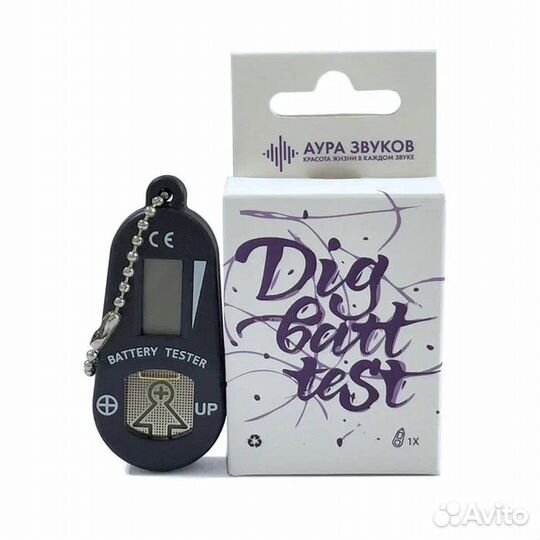 АУРА ЗВУКОВ
КРАСОТА ЖИЗНИ В КАЖДОМ ЗВУКЕ
CE
BATTERY TESTER
⊕ UP
Dig
batt
test
1X
Avito